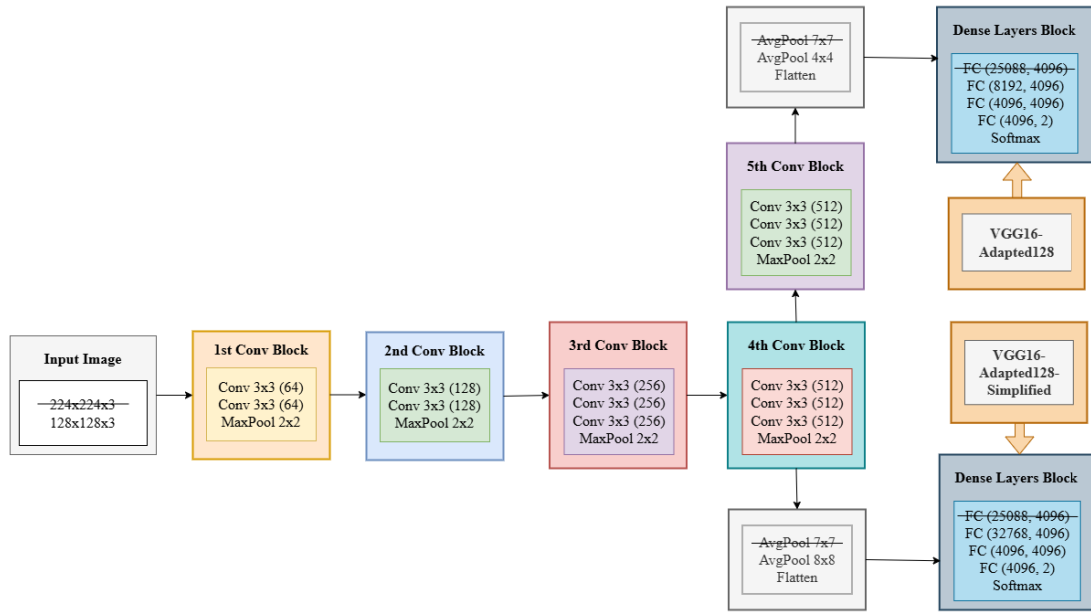 Input Image
224x224x3
128x128x3
1st Conv Block
Conv 3x3 (64)
Conv 3x3 (64)
MaxPool 2x2
2nd Conv Block
Conv 3x3 (128)
Conv 3x3 (128)
MaxPool 2x2
3rd Conv Block
Conv 3x3 (256)
Conv 3x3 (256)
Conv 3x3 (256)
MaxPool 2x2
4th Conv Block
Conv 3x3 (512)
Conv 3x3 (512)
Conv 3x3 (512)
MaxPool 2x2
5th Conv Block
Conv 3x3 (512)
Conv 3x3 (512)
Conv 3x3 (512)
MaxPool 2x2
AvgPool 7x7
AvgPool 4x4
Flatten
Dense Layers Block
FC (25088, 4096)
FC (8192, 4096)
FC (4096, 4096)
FC (4096, 2)
Softmax
VGG16-
Adapted128
AvgPool 7x7
AvgPool 8x8
Flatten
VGG16-
Adapted128-
Simplified
Dense Layers Block
FC (25088, 4096)
FC (32768, 4096)
FC (4096, 4096)
FC (4096, 2)
Softmax